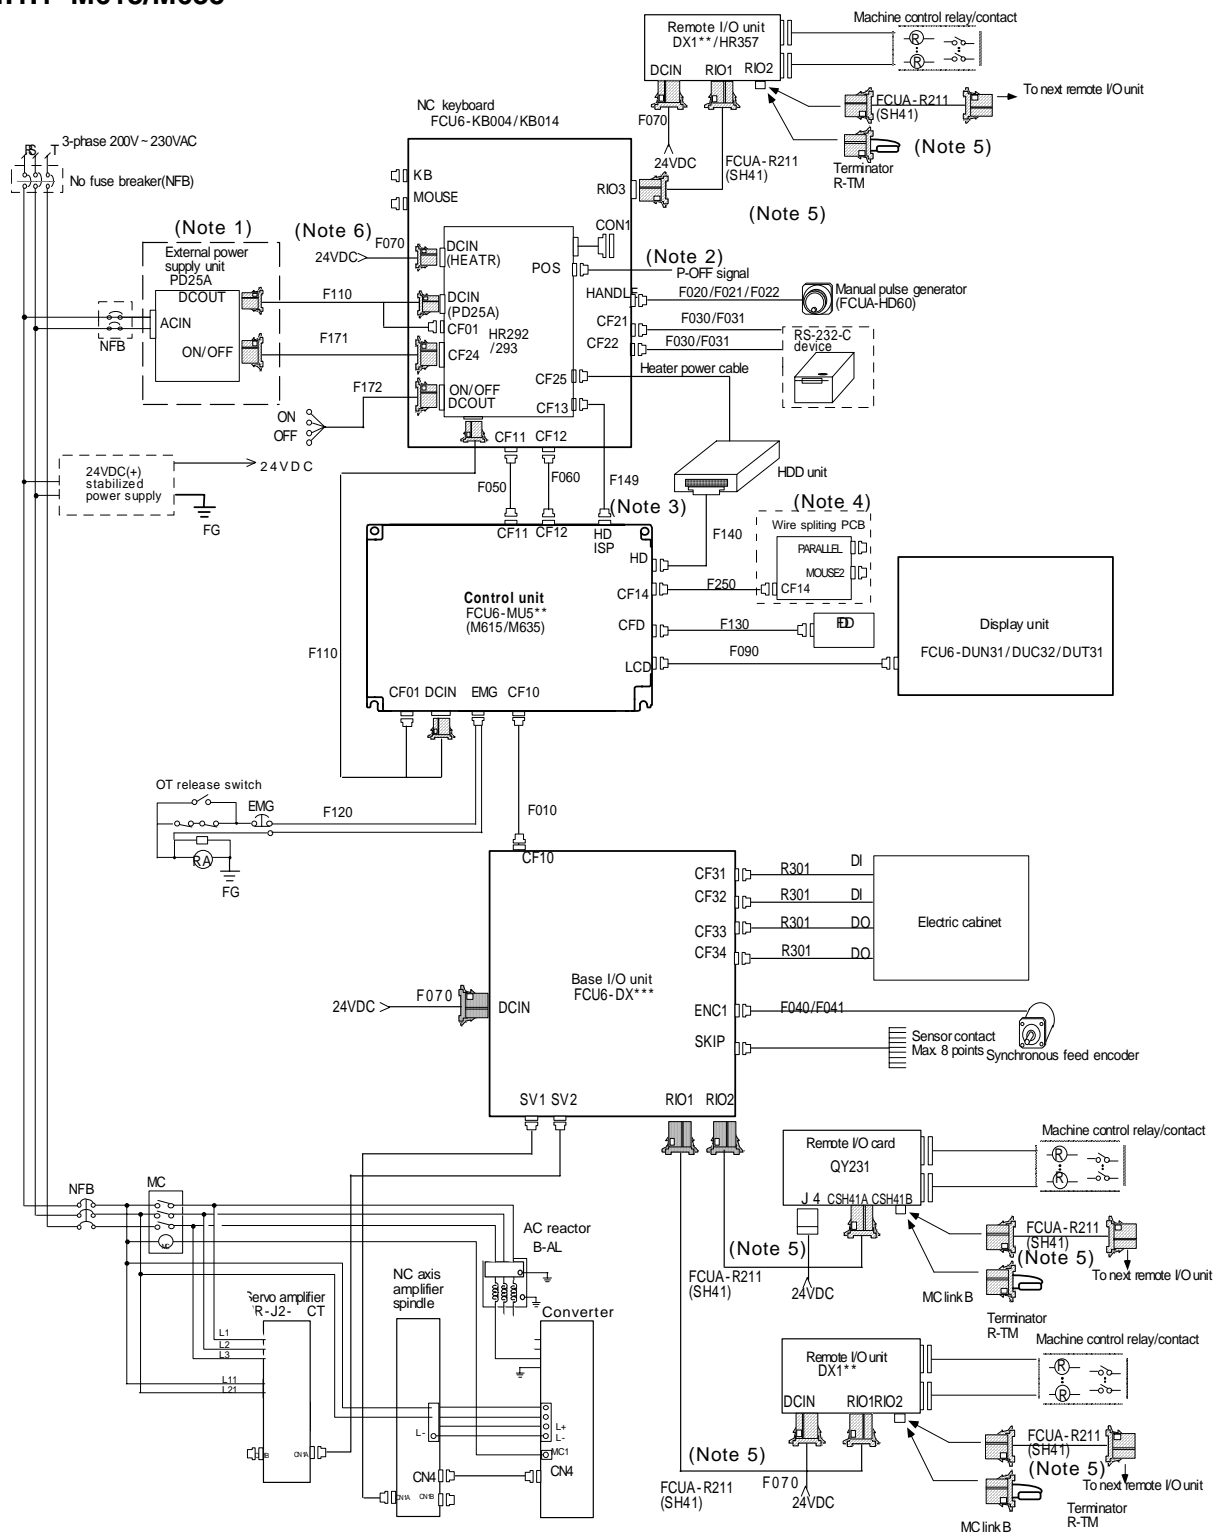 M615/M635
Remote I/O unit
DX1**/HR357
DCIN
RIO1
RIO2
Machine control relay/contact
R
R
FCUA-R211
(SH41)
To next remote I/O unit
(Note 5)
Terminator
R-TM
F070
24VDC
FCUA-R211
(SH41)
(Note 5)
NC keyboard
FCU6-KB004/KB014
3-phase 200V ~ 230VAC
No fuse breaker(NFB)
KB
MOUSE
RIO3
CON1
(Note 1)
External power
supply unit
PD25A
DCOUT
ACIN
ON/OFF
NFB
(Note 6)
F070
24VDC
DCIN
(HEATR)
POS
(Note 2)
P-OFF signal
F110
DCIN
(PD25A)
CF01
HR292
/293
HANDLE
F020/F021/F022
Manual pulse generator
(FCUA-HD60)
CF21
F030/F031
CF22
F030/F031
RS-232-C
device
F171
CF24
F172
ON/OFF
DCOUT
CF25
Heater power cable
CF13
ON
OFF
CF11
CF12
24VDC(+)
stabilized
power supply
24VDC
FG
F050
F060
F149
HDD unit
(Note 3)
F140
(Note 4)
Wire spliting PCB
PARALLEL
MOUSE2
CF14
CF11
CF12
HD
ISP
HD
Control unit
FCU6-MU5**
(M615/M635)
CF14
F250
CFD
F130
LCD
F090
Display unit
FCU6-DUN31/DUC32/DUT31
F110
CF01
DCIN
EMG
CF10
OT release switch
EMG
F120
RA
FG
F010
CF10
CF31
R301
DI
CF32
R301
DI
CF33
R301
DO
CF34
R301
DO
Electric cabinet
Base I/O unit
FCU6-DX***
24VDC
F070
DCIN
ENC1
F040/F041
SKIP
Sensor contact
Max. 8 points
Synchronous feed encoder
SV1
SV2
RIO1
RIO2
Remote I/O card
QY231
J4
CSH41A
CSH41B
Machine control relay/contact
R
R
FCUA-R211
(SH41)
(Note 5)
To next remote I/O unit
MC link B
Terminator
R-TM
(Note 5)
FCUA-R211
(SH41)
24VDC
NFB
MC
MC
AC reactor
B-AL
NC axis
amplifier
spindle
Converter
Servo amplifier
R-J2- CT
L1
L2
L3
L11
L21
CN1A
L-
L+
L-
MC1
CN4
CN4
CN1A
CN1B
Remote I/O unit
DX1**
DCIN
RIO1RIO2
Machine control relay/contact
R
R
(Note 5)
FCUA-R211
(SH41)
F070
24VDC
FCUA-R211
(SH41)
(Note 5)
To next remote I/O unit
Terminator
R-TM
MC link B